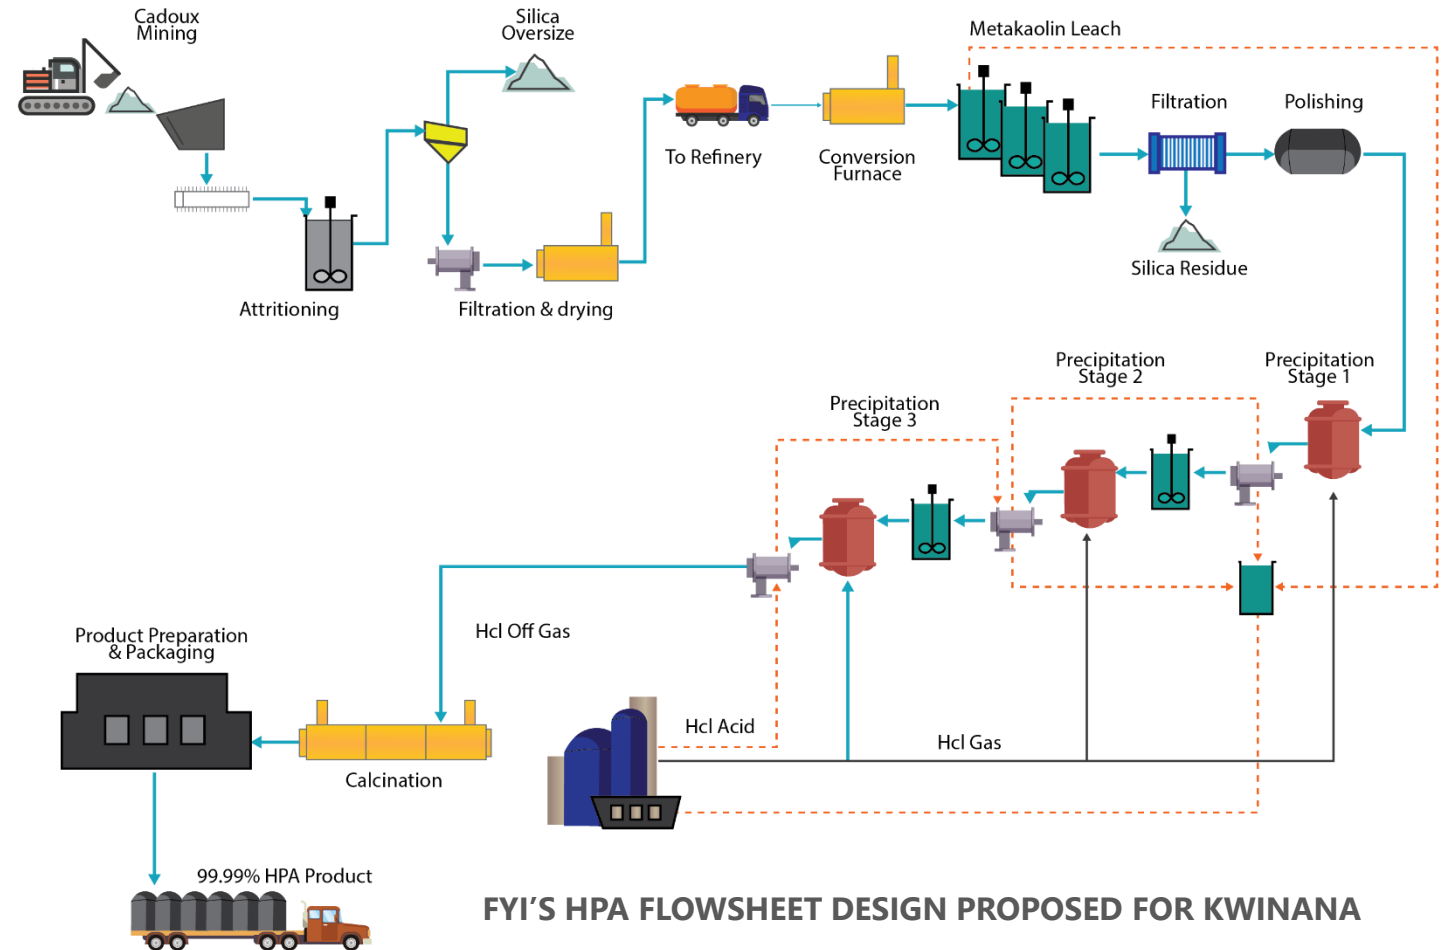 Cadoux
Mining
Silica
Oversize
Metakaolin Leach
Filtration
Polishing
To Refinery
Conversion
Furnace
Silica Residue
Attritioning
Filtration & drying
Precipitation
Stage 1
Precipitation
Stage 2
Precipitation
Stage 3
Hcl Off Gas
Product Preparation
& Packaging
Hcl Acid
Hcl Gas
Calcination
99.99% HPA Product
FYI'S HPA FLOWSHEET DESIGN PROPOSED FOR KWINANA